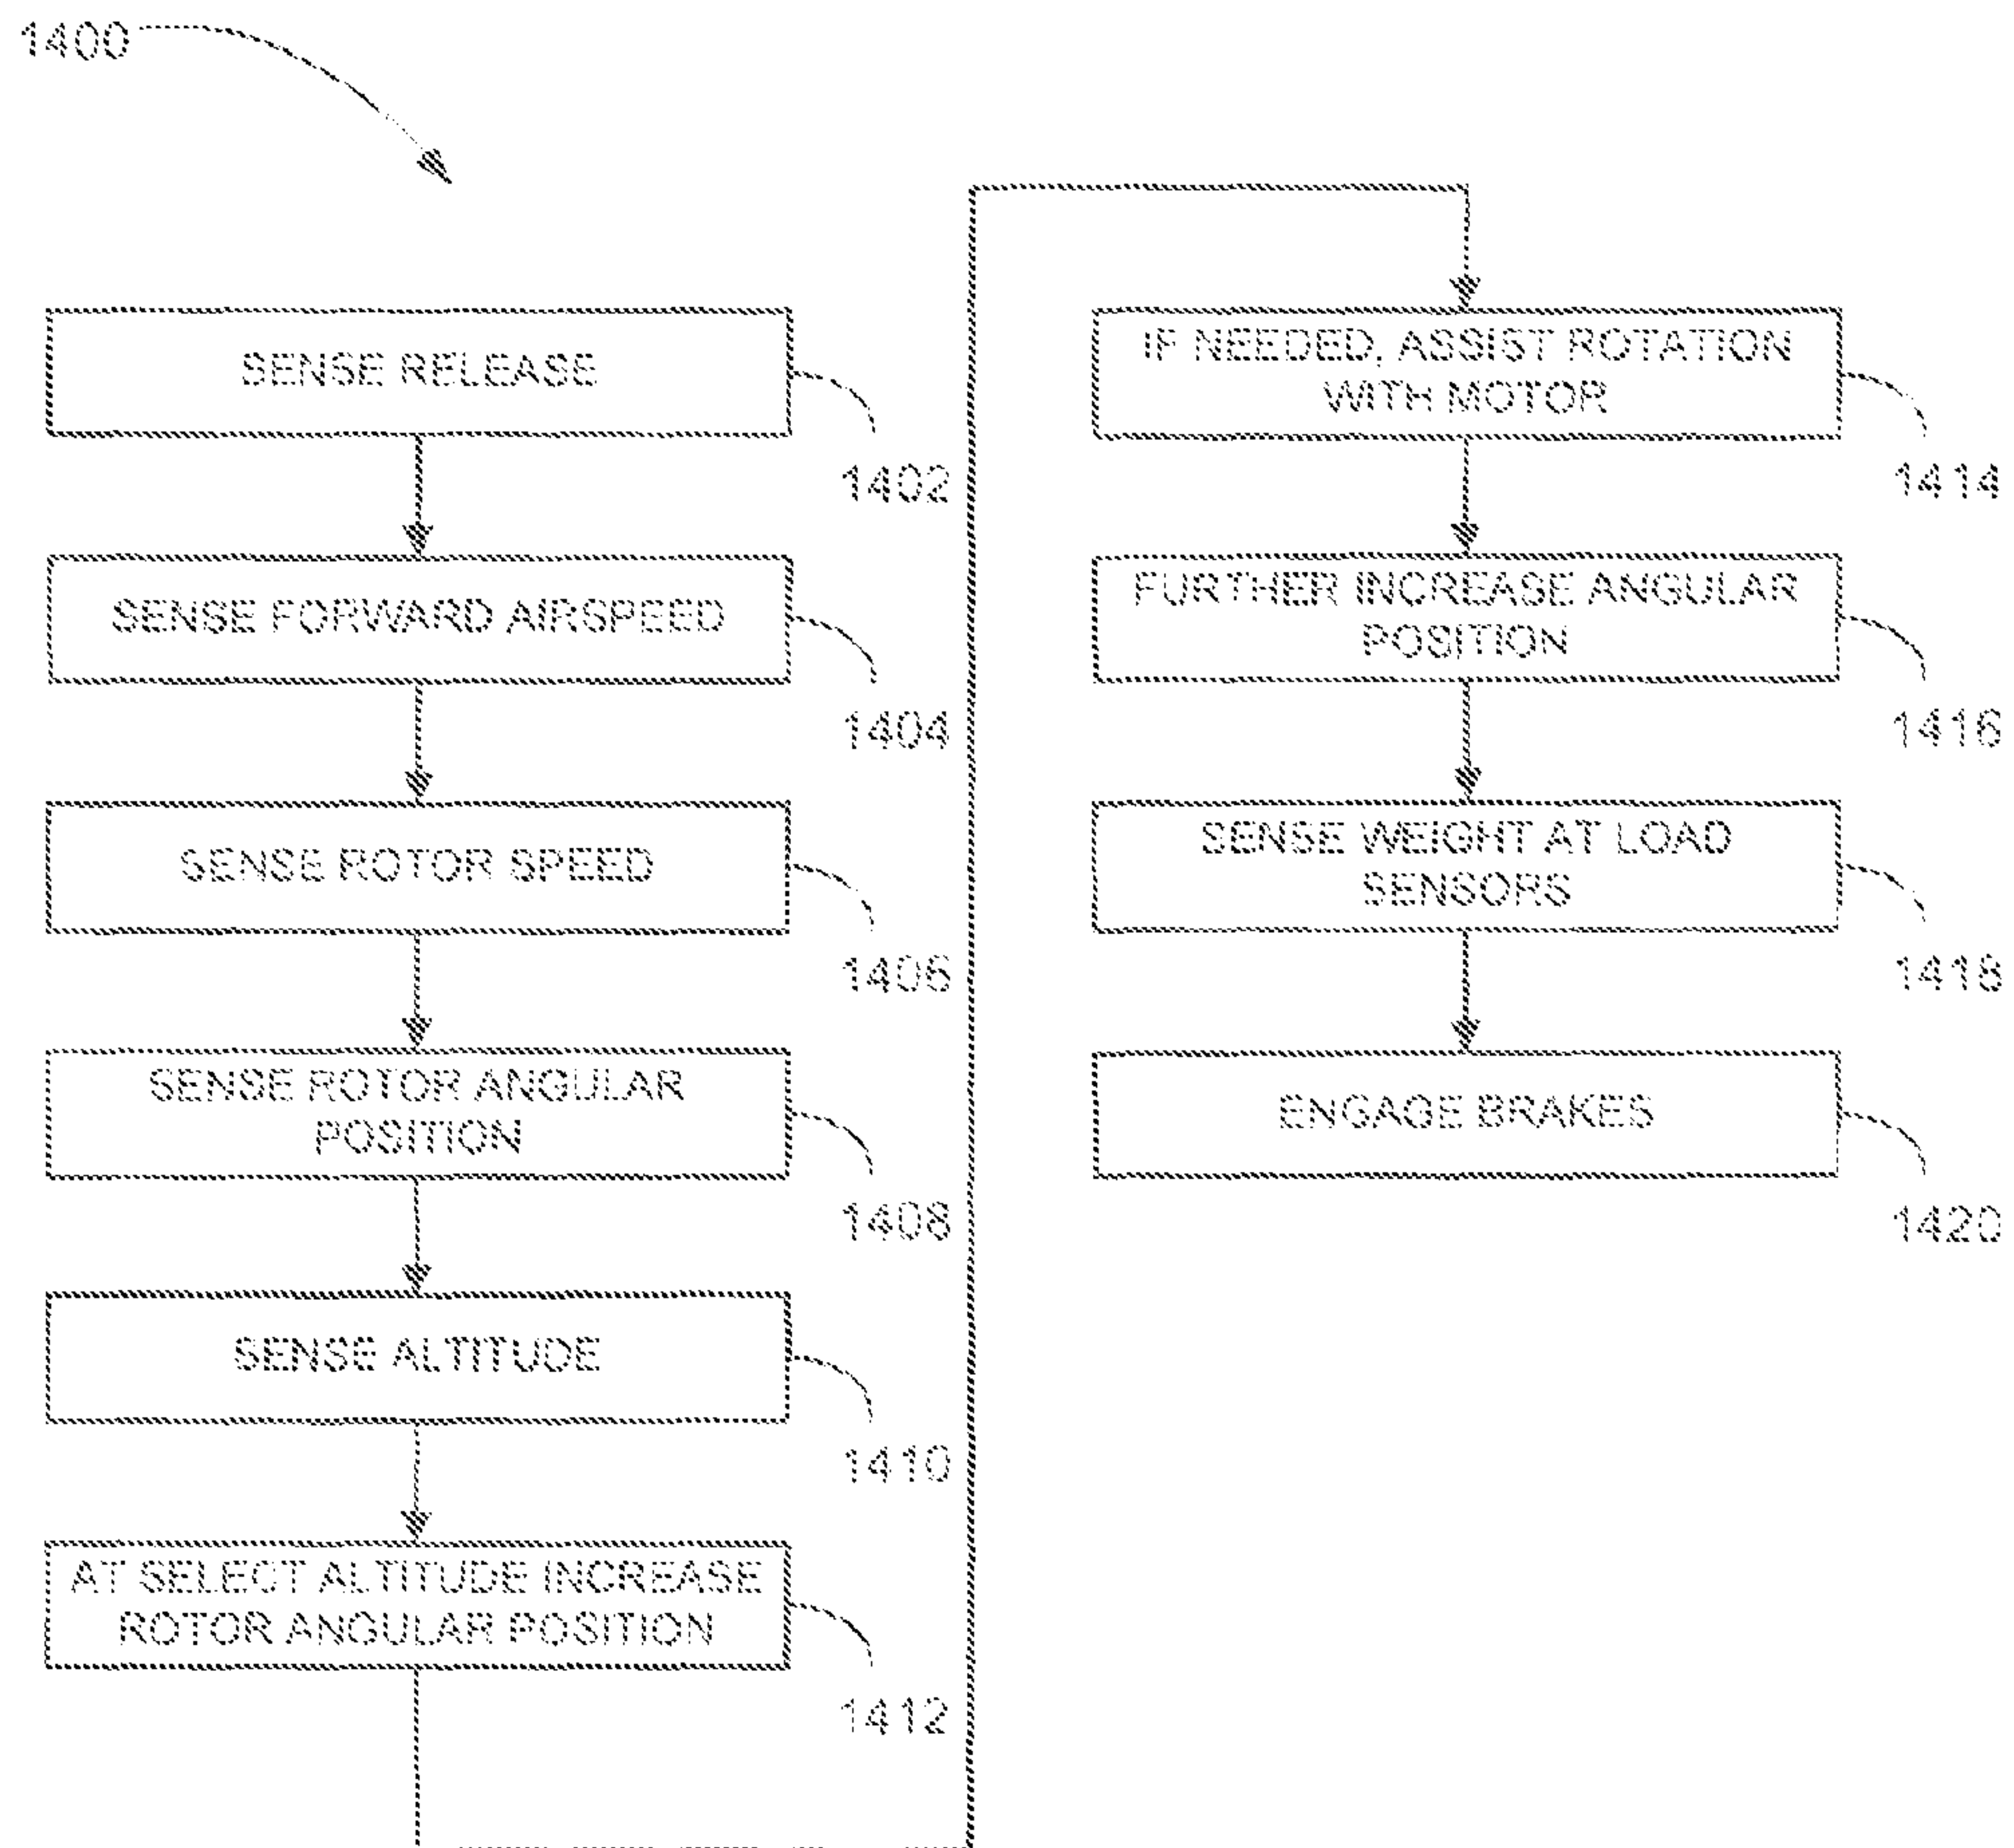 1400
SENSE RELEASE
1402
SENSE FORWARD AIRSPEED
1404
SENSE ROTOR SPEED
1406
SENSE ROTOR ANGULAR
POSITION
1408
SENSE ALTITUDE
1410
AT SELECT ALTITUDE INCREASE
ROTOR ANGULAR POSITION
1412
IF NEEDED, ASSIST ROTATION
WITH MOTOR
1414
FURTHER INCREASE ANGULAR
POSITION
1416
SENSE WEIGHT AT LOAD
SENSORS
1418
ENGAGE BRAKES
1420